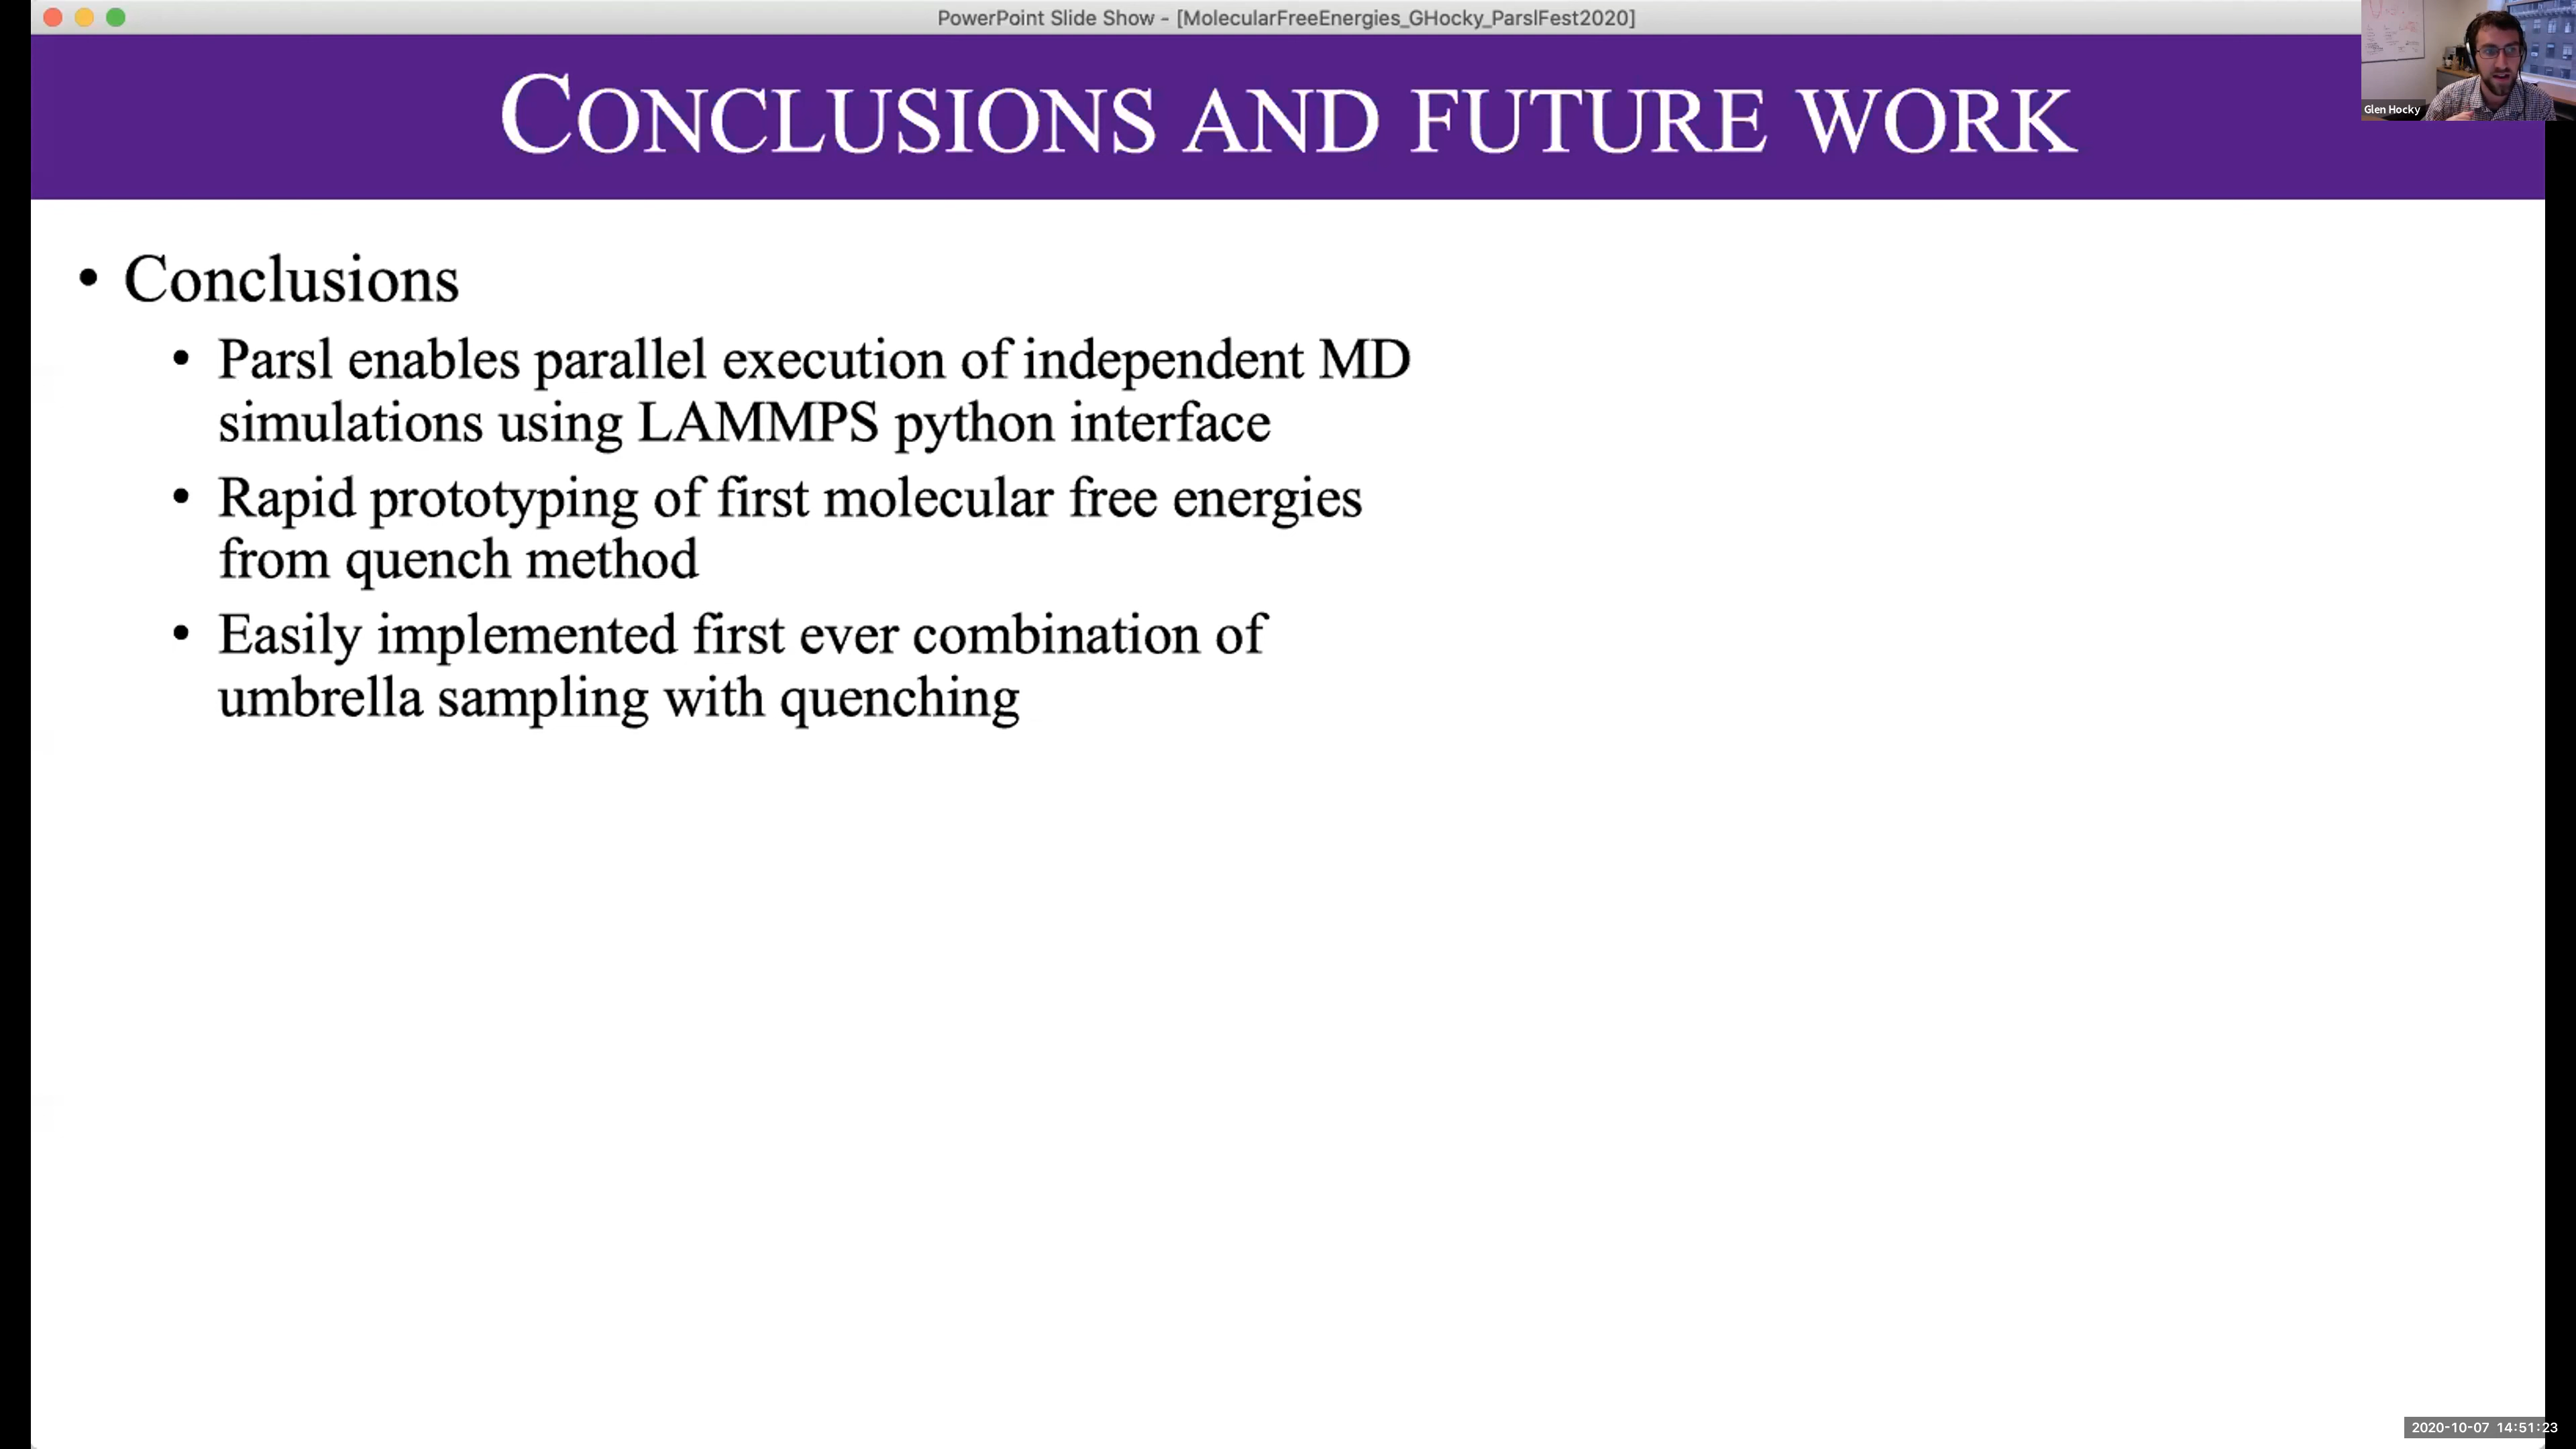 PowerPoint Slide Show - [MolecularFreeEnergies_GHocky_ParslFest2020]
CONCLUSIONS AND FUTURE WORK
Glen Hocky
• Conclusions
• Parsl enables parallel execution of independent MD
simulations using LAMMPS python interface
• Rapid prototyping of first molecular free energies
from quench method
• Easily implemented first ever combination of
umbrella sampling with quenching
2020-10-07 14:51:23